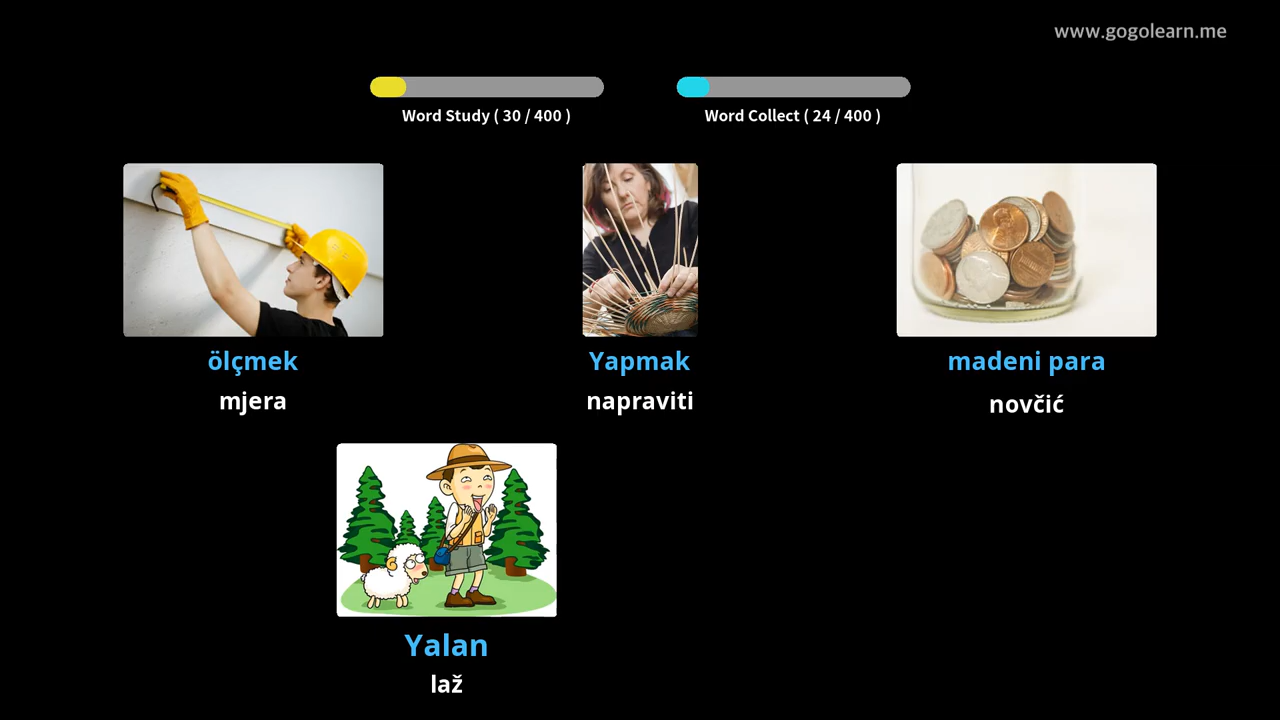 www.gogolearn.me
Word Study ( 30 / 400 )
Word Collect ( 24 / 400 )
ölçmek
mjera
Yapmak
napraviti
madeni para
novčić
Yalan
laž